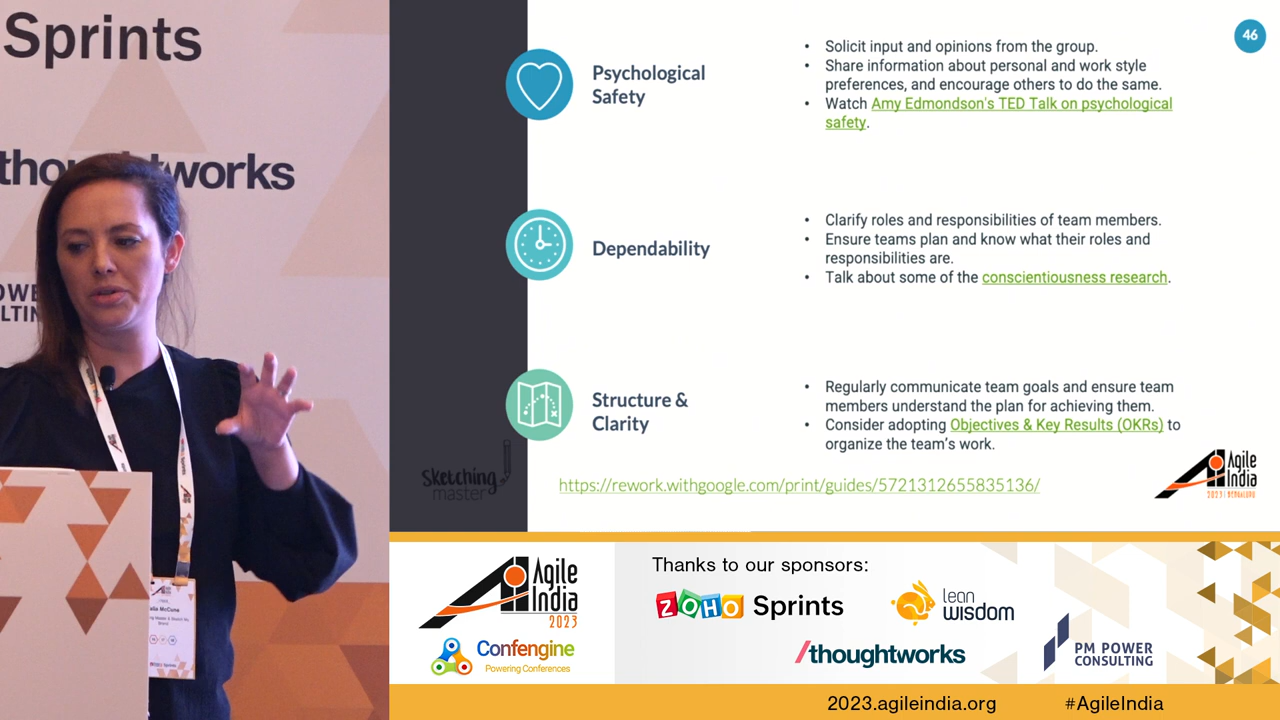 Sprints
thoughtworks
POWE
LTIN
Psychological
Safety
• Solicit input and opinions from the group.
• Share information about personal and work style
preferences, and encourage others to do the same.
• Watch Amy Edmondson's TED Talk on psychological
safety.
46
Dependability
• Clarify roles and responsibilities of team members.
• Ensure teams plan and know what their roles and
responsibilities are.
• Talk about some of the conscientiousness research.
Structure &
Clarity
• Regularly communicate team goals and ensure team
members understand the plan for achieving them.
• Consider adopting Objectives & Key Results (OKRs) to
organize the team's work.
Sketching
master
https://rework.withgoogle.com/print/guides/5721312655835136/
Agile
India
2023 | BENGALURU
McCune
Agile
India
2023
Confengine
Powering Conferences
Thanks to our sponsors:
ZOHO Sprints
lean
wisdom
/thoughtworks
PM POWER
CONSULTING
2023.agileindia.org
#AgileIndia